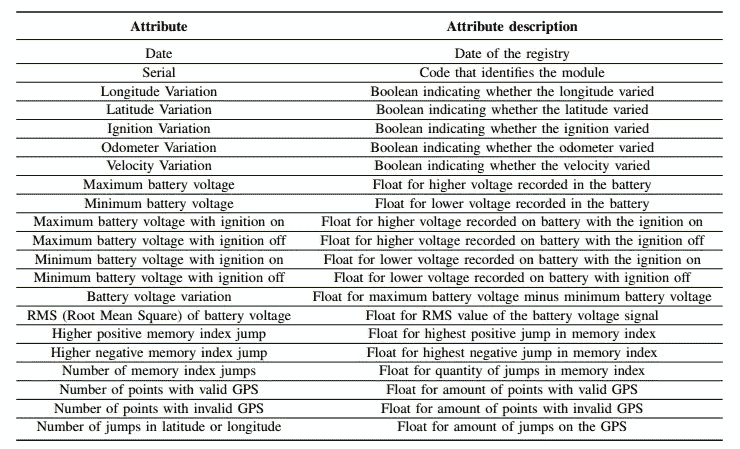 Attribute Attribute description
Date Date of the registry
Serial Code that identifies the module
Longitude Variation Boolean indicating whether the longitude varied
Latitude Variation Boolean indicating whether the latitude varied
Ignition Variation Boolean indicating whether the ignition varied
Odometer Variation Boolean indicating whether the odometer varied
Velocity Variation Boolean indicating whether the velocity varied
Maximum battery voltage Float for higher voltage recorded in the battery
Minimum battery voltage Float for lower voltage recorded in the battery
Maximum battery voltage with ignition on Float for higher voltage recorded on battery with the ignition on
Maximum battery voltage with ignition off Float for higher voltage recorded on battery with the ignition off
Minimum battery voltage with ignition on Float for lower voltage recorded on battery with the ignition on
Minimum battery voltage with ignition off Float for lower voltage recorded on battery with ignition off
Battery voltage variation Float for maximum battery voltage minus minimum battery voltage
RMS (Root Mean Square) of battery voltage Float for RMS value of the battery voltage signal
Higher positive memory index jump Float for highest positive jump in memory index
Higher negative memory index jump Float for highest negative jump in memory index
Number of memory index jumps Float for quantity of jumps in memory index
Number of points with valid GPS Float for amount of points with valid GPS
Number of points with invalid GPS Float for amount of points with invalid GPS
Number of jumps in latitude or longitude Float for amount of jumps on the GPS